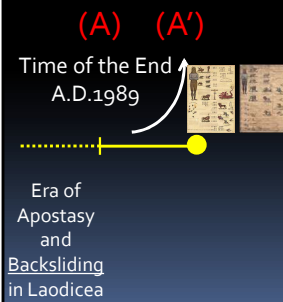 (A) (A')
Time of the End
A.D.1989
Era of
Apostasy
and
Backsliding
in Laodicea